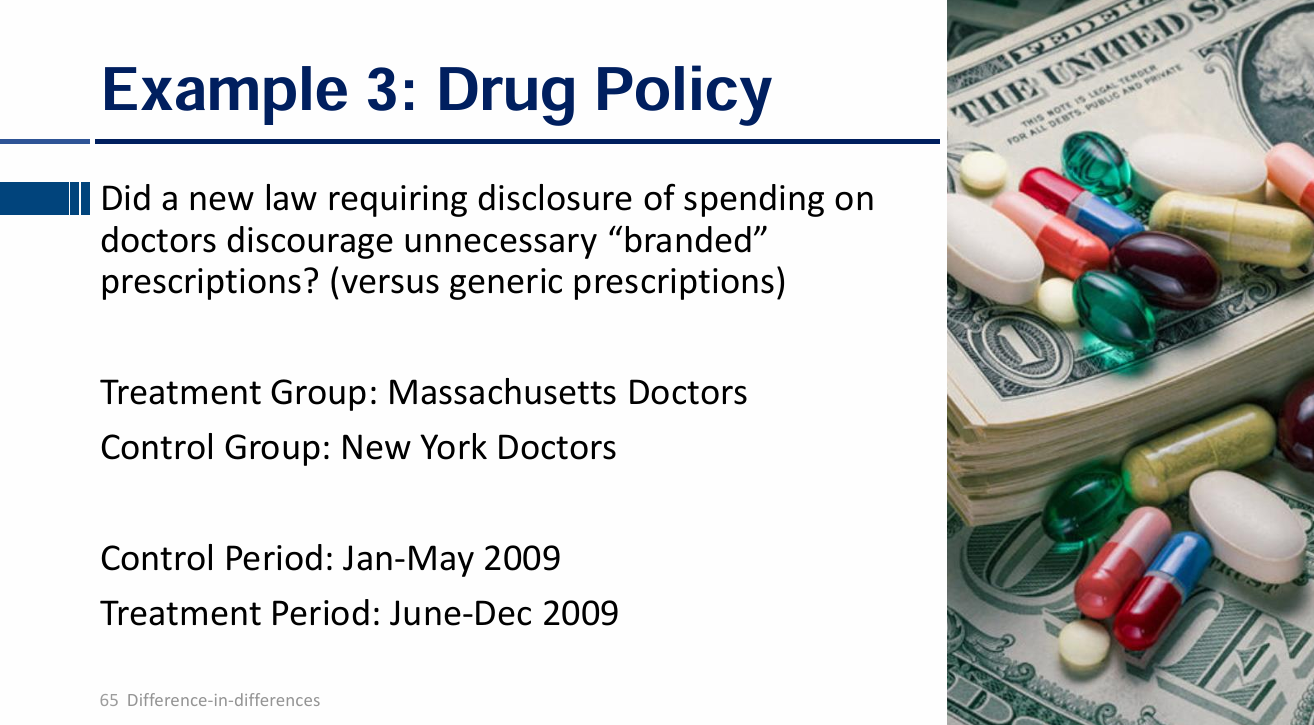 Example 3: Drug Policy
Did a new law requiring disclosure of spending on
doctors discourage unnecessary “branded”
prescriptions? (versus generic prescriptions)
Treatment Group: Massachusetts Doctors
Control Group: New York Doctors
Control Period: Jan-May 2009
Treatment Period: June-Dec 2009
65 Difference-in-differences
FEDER
THE UNITED ST
THIS NOTE IS LEGAL TENDER
FOR ALL DEBTS, PUBLIC AND PRIVATE
1